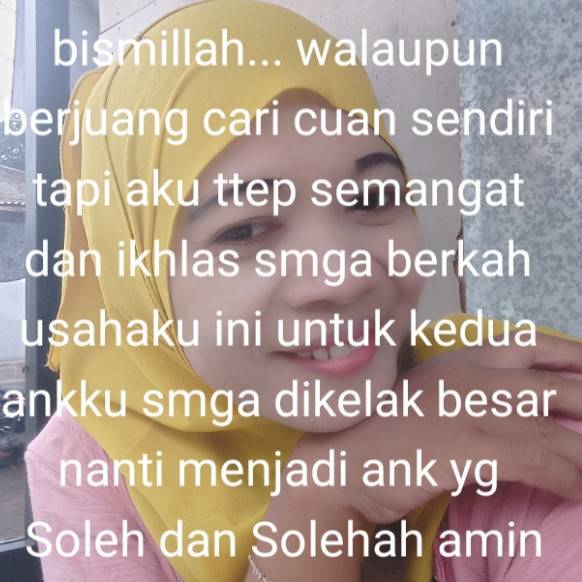 bismillah... walaupun
berjuang cari cuan sendiri
tapi aku ttep semangat
dan ikhlas smga berkah
usahaku ini untuk kedua
ankku smga dikelak besar
nanti menjadi ank yg
Soleh dan Solehah amin